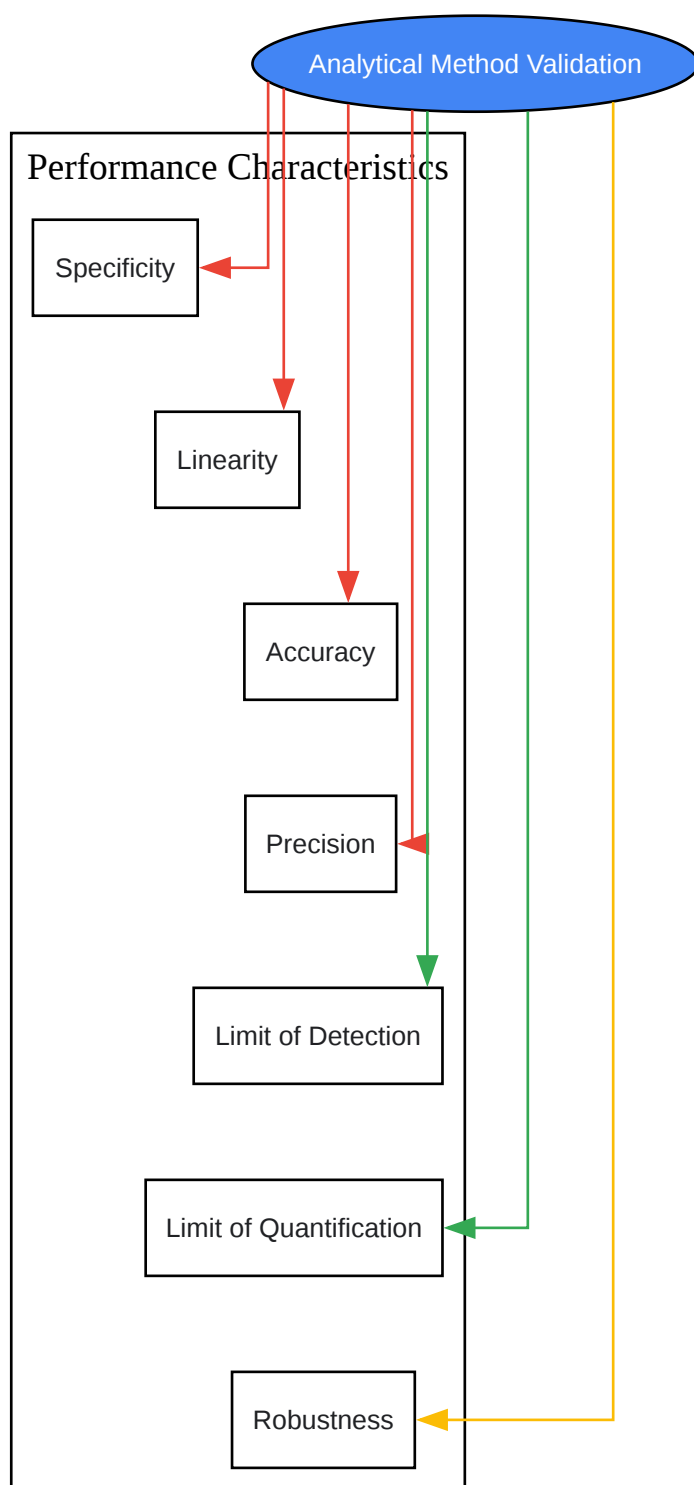 Analytical Method Validation
Performance Characteristics
Specificity
Linearity
Accuracy
Precision
Limit of Detection
Limit of Quantification
Robustness